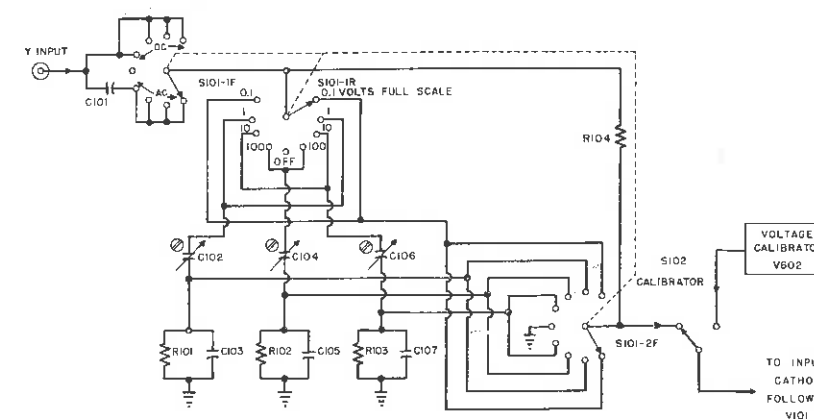 Y INPUT
DC
AC
C101
S101-1F
S101-1R
0.1
0.1 VOLTS FULL SCALE
1
1
10
10
100
100
OFF
R104
C102
C104
C106
S102
CALIBRATOR
VOLTAGE
CALIBRATO
V602
S101-2F
R101
C103
R102
C105
R103
C107
TO INPU
CATHO
FOLLOW
V101